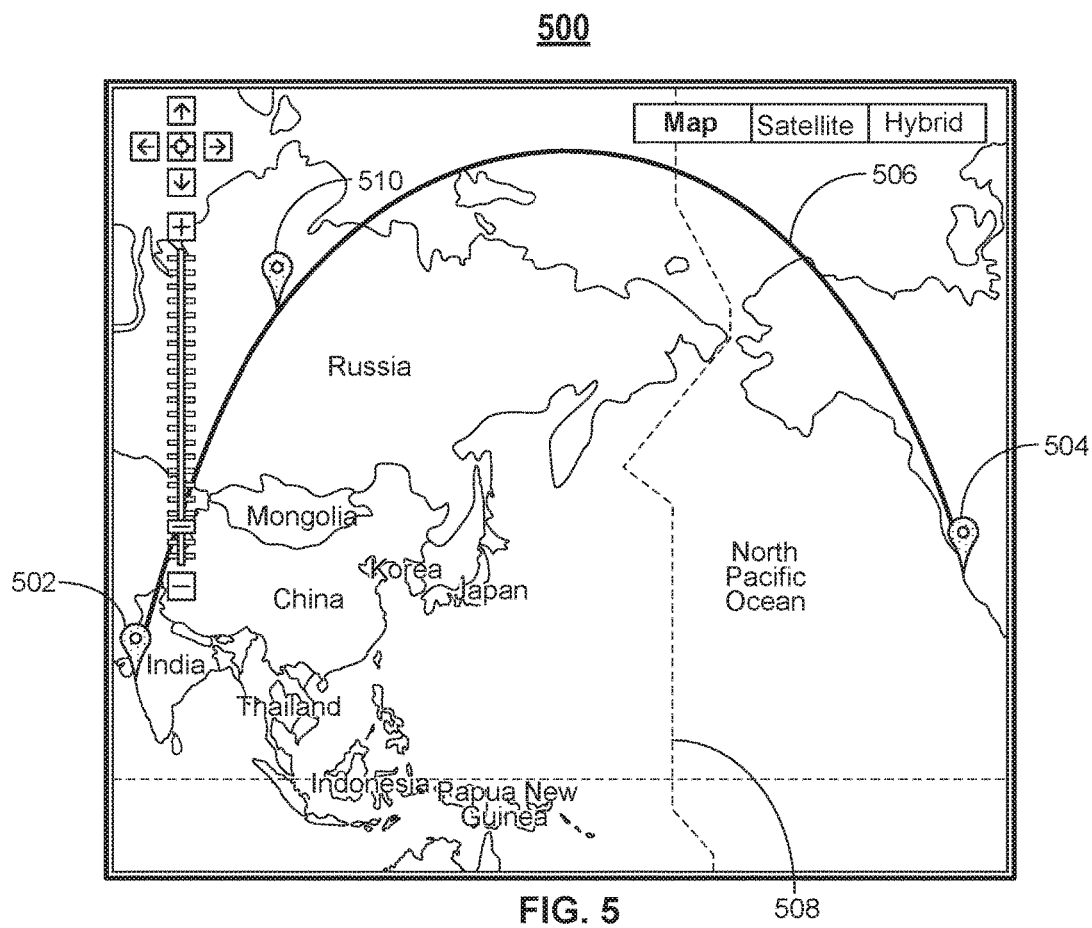 500
Map Satellite Hybrid
510
506
Russia
504
Mongolia
North
Pacific
Ocean
502
Korea
China
Japan
India
Thailand
Indonesia
Papua New
Guinea
508
FIG. 5